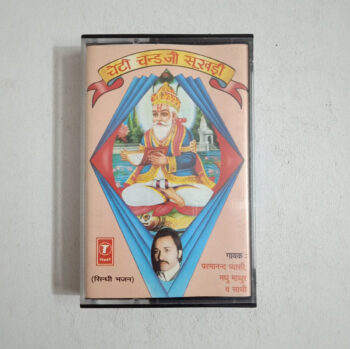 चेटी चन्ड जी सुखड़ी
T
गायक :
परमानन्द प्यासी,
मधु माथुर
व साथी
(सिन्धी भजन)